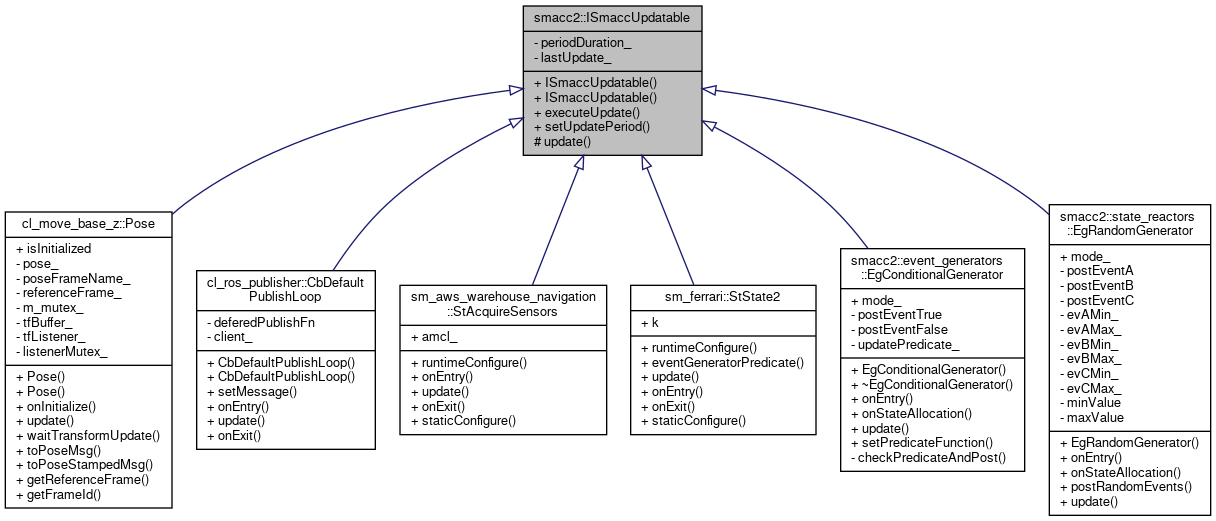 smacc2::ISmaccUpdatable
- periodDuration_
- lastUpdate_
+ ISmaccUpdatable()
+ ISmaccUpdatable()
+ executeUpdate()
+ setUpdatePeriod()
# update()
cl_move_base_z::Pose
+ isInitialized
- pose_
- poseFrameName_
- referenceFrame_
- m_mutex_
- tfBuffer_
- tfListener_
- listenerMutex_
+ Pose()
+ Pose()
+ onInitialize()
+ update()
+ waitTransformUpdate()
+ toPoseMsg()
+ toPoseStampedMsg()
+ getReferenceFrame()
+ getFrameId()
cl_ros_publisher::CbDefault
PublishLoop
- deferedPublishFn
- client_
+ CbDefaultPublishLoop()
+ CbDefaultPublishLoop()
+ setMessage()
+ onEntry()
+ update()
+ onExit()
sm_aws_warehouse_navigation
::StAcquireSensors
+ amcl_
+ runtimeConfigure()
+ onEntry()
+ update()
+ onExit()
+ staticConfigure()
sm_ferrari::StState2
+ k
+ runtimeConfigure()
+ eventGeneratorPredicate()
+ update()
+ onEntry()
+ onExit()
+ staticConfigure()
smacc2::event_generators
::EgConditionalGenerator
+ mode_
- postEventTrue
- postEventFalse
- updatePredicate_
+ EgConditionalGenerator()
+ ~EgConditionalGenerator()
+ onEntry()
+ onStateAllocation()
+ update()
+ setPredicateFunction()
- checkPredicateAndPost()
smacc2::state_reactors
::EgRandomGenerator
+ mode_
- postEventA
- postEventB
- postEventC
- evAMin_
- evAMax_
- evBMin_
- evBMax_
- evCMin_
- evCMax_
- minValue
- maxValue
+ EgRandomGenerator()
+ onEntry()
+ onStateAllocation()
+ postRandomEvents()
+ update()